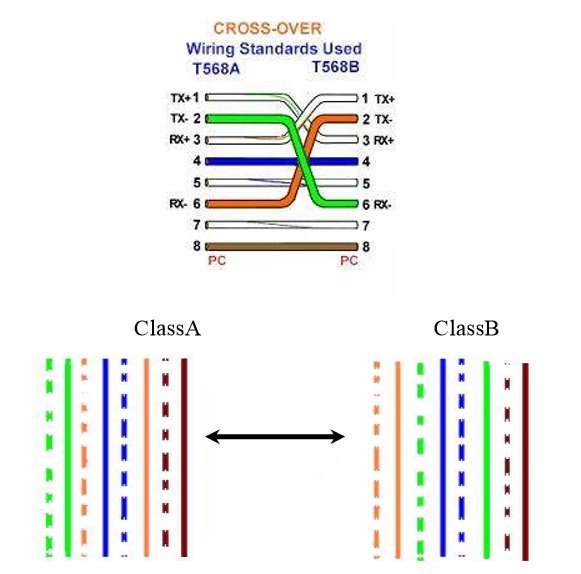 CROSS-OVER
Wiring Standards Used
T568A T568B
TX+ 1 1 TX+
TX- 2 2 TX-
RX+ 3 3 RX+
4 4
5 5
RX- 6 6 RX-
7 7
8 8
PC PC
ClassA ClassB